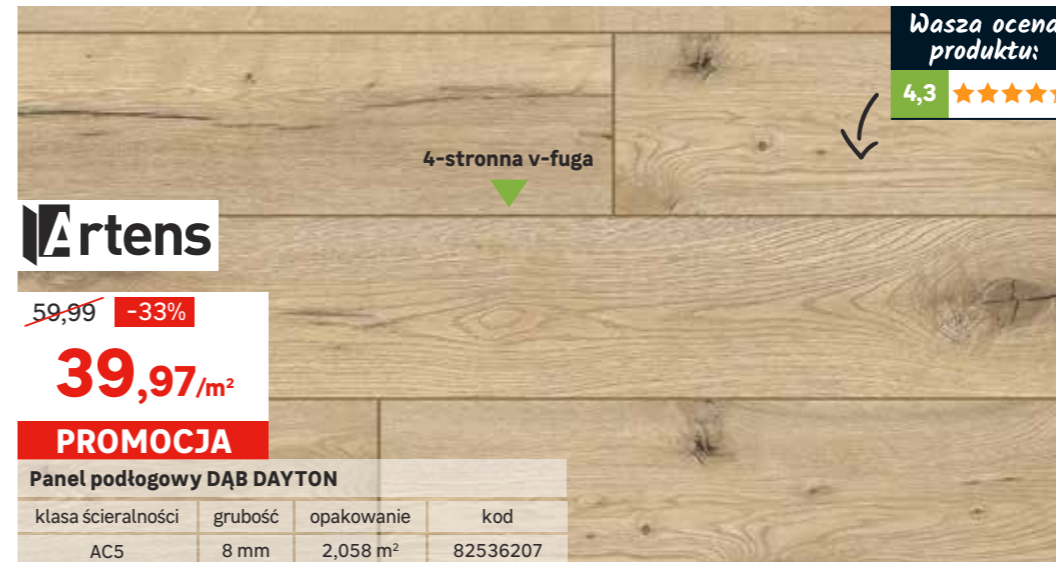 Wasza ocena
produktu:
4,3
4-stronna v-fuga
Artens
59,99 -33%
39,97/m²
PROMOCJA
Panel podłogowy DĄB DAYTON
klasa ścieralności grubość opakowanie kod
AC5 8 mm 2,058 m² 82536207